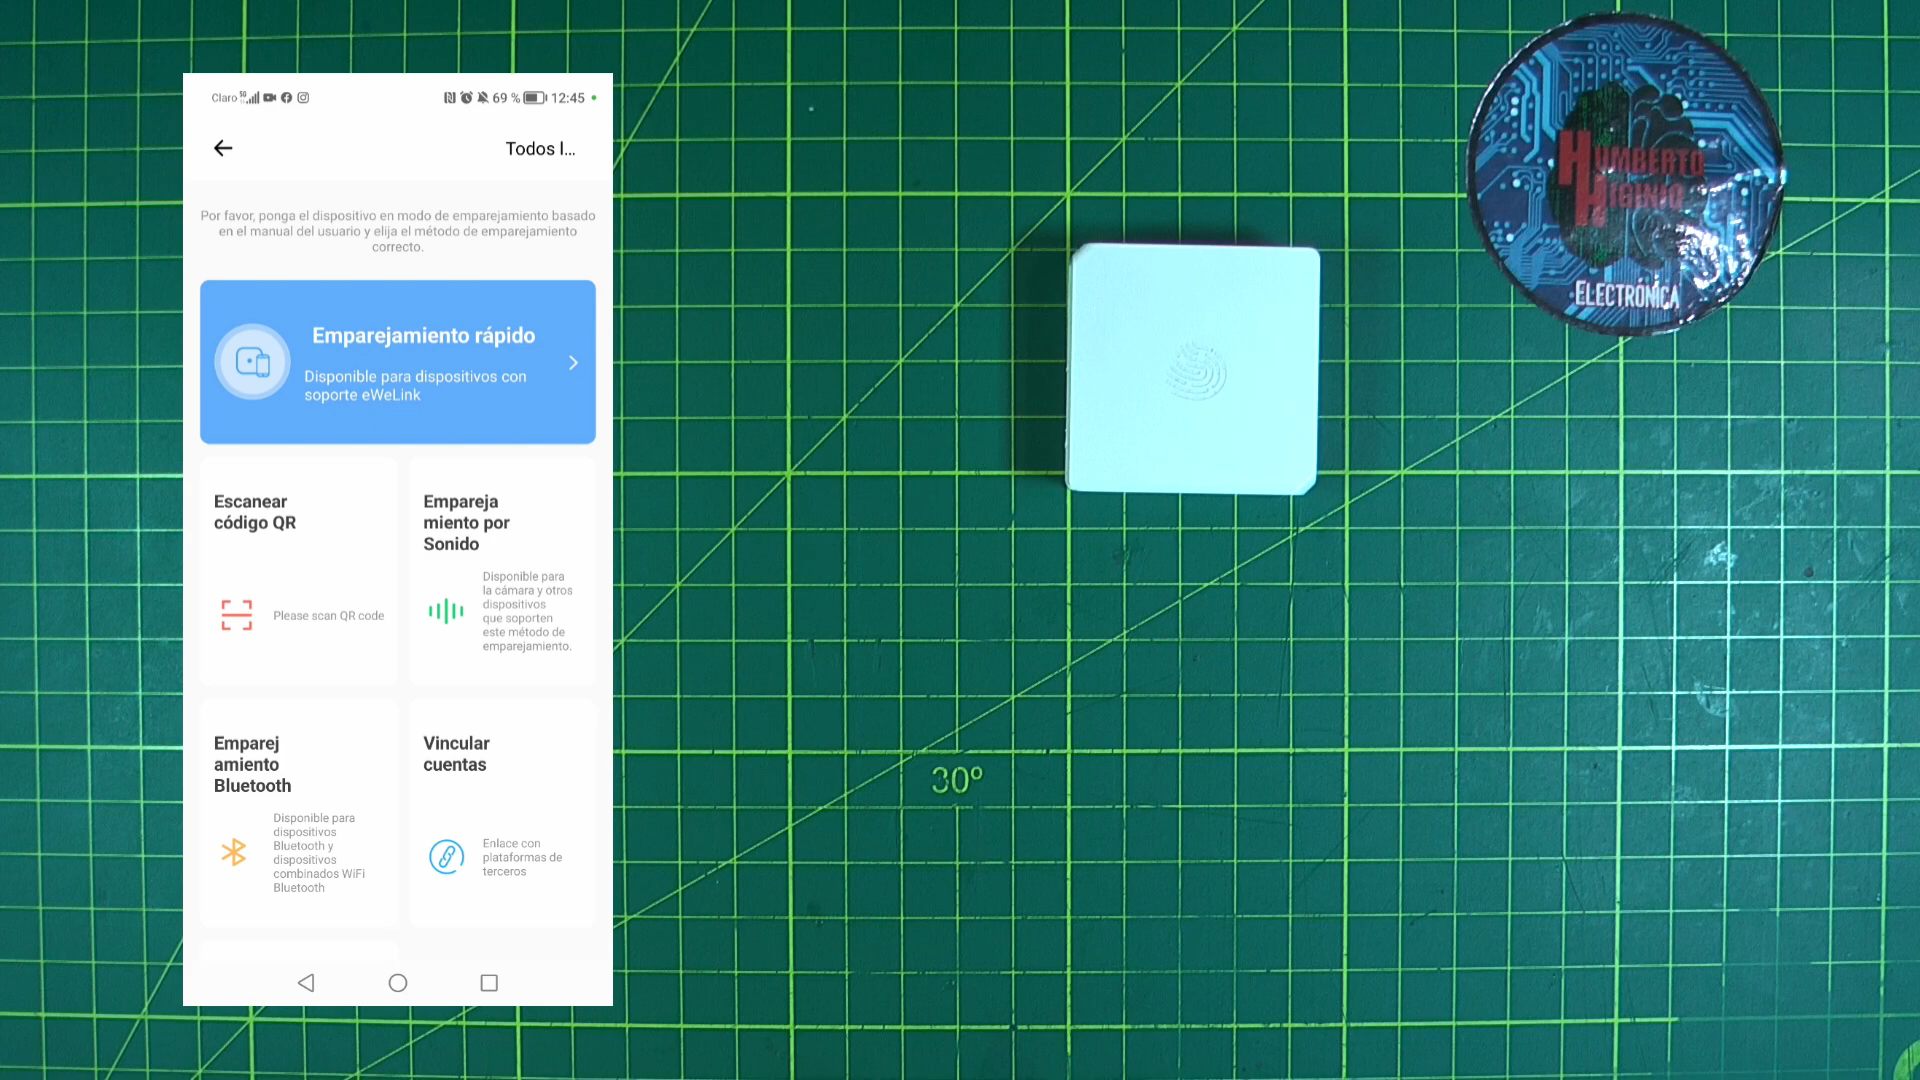 Claro 5G 69 % 12:45
Todos l...
Por favor, ponga el dispositivo en modo de emparejamiento basado
en el manual del usuario y elija el método de emparejamiento
correcto.
Emparejamiento rápido
Disponible para dispositivos con
soporte eWeLink
Escanear
código QR
Please scan QR code
Empareja
miento por
Sonido
Disponible para
la cámara y otros
dispositivos
que soporten
este método de
emparejamiento.
Emparej
amiento
Bluetooth
Disponible para
dispositivos
Bluetooth y
dispositivos
combinados WiFi
Bluetooth
Vincular
cuentas
Enlace con
plataformas de
terceros
HUMBERTO
HIGINIO
ELECTRÓNICA
30º